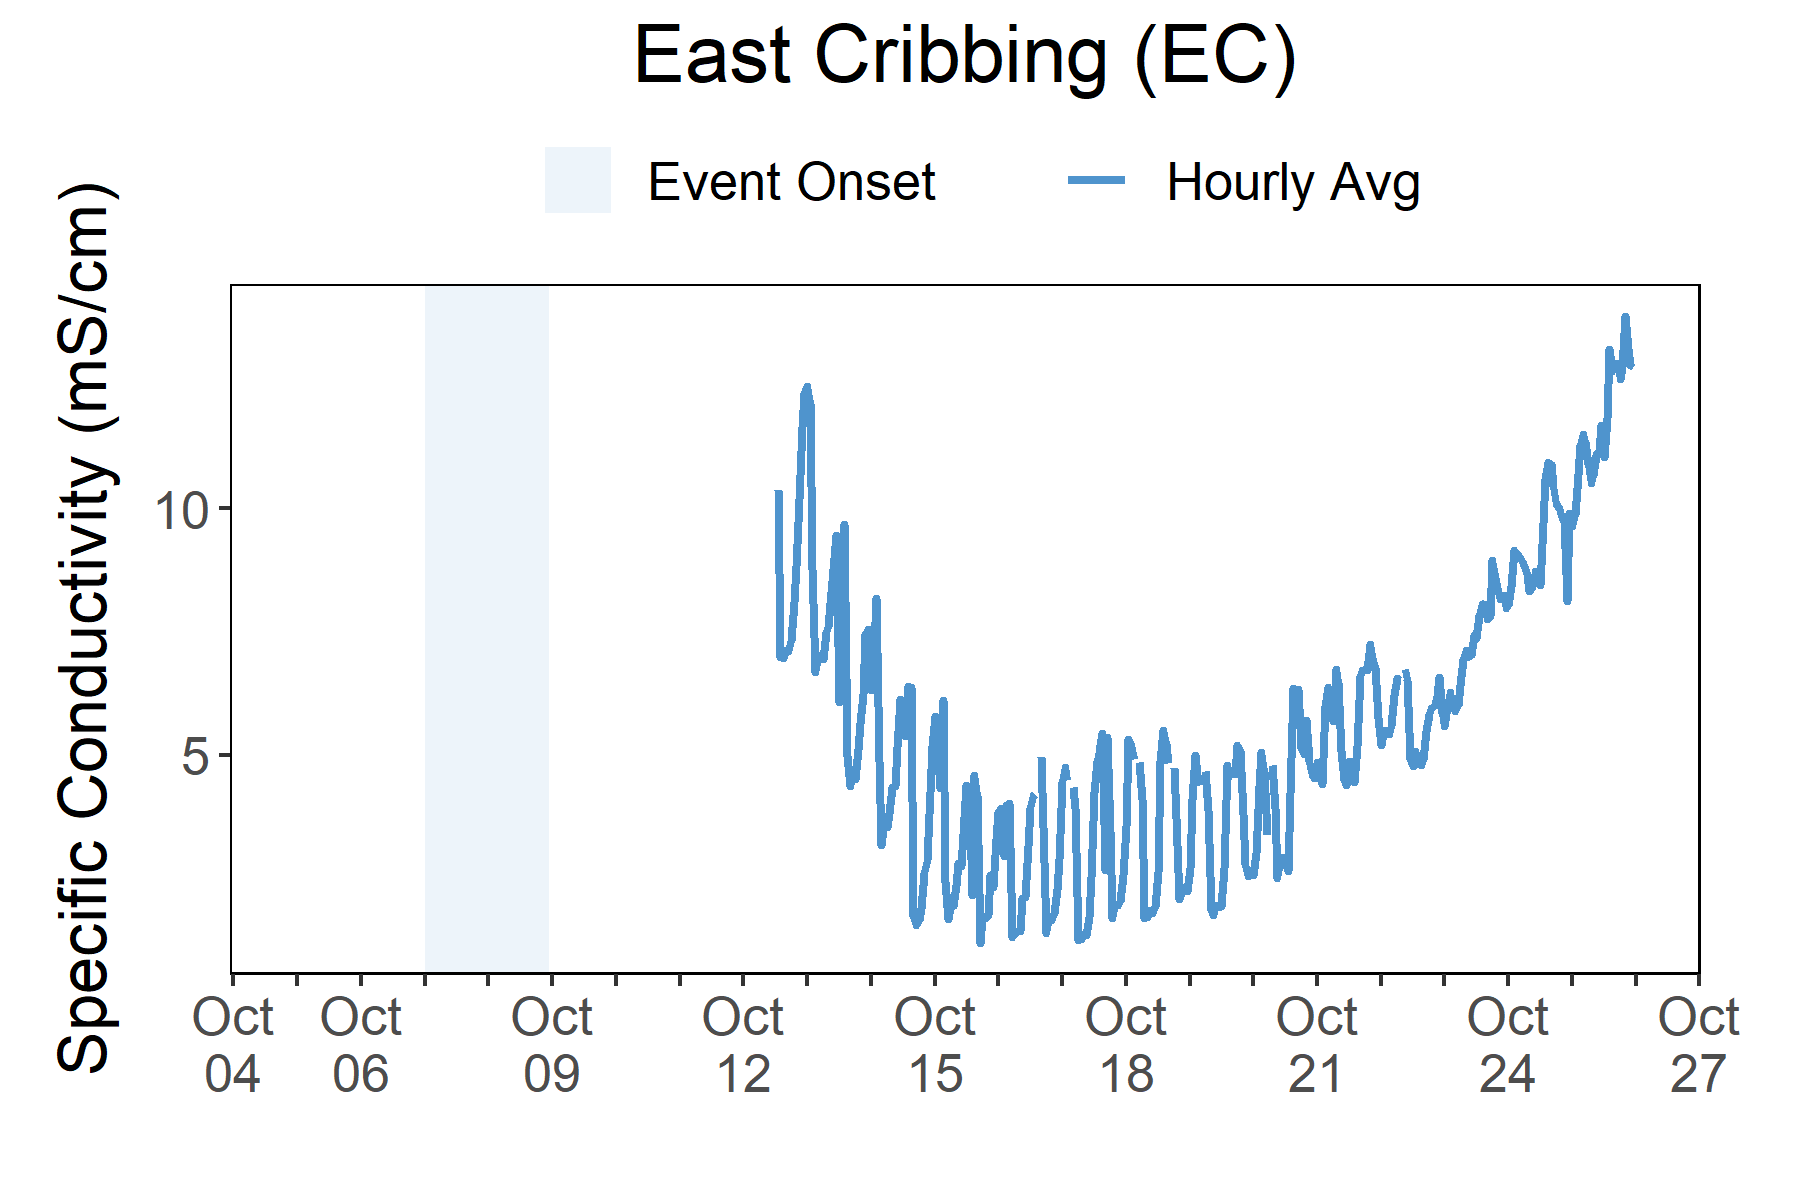 East Cribbing (EC)
Event Onset
Hourly Avg
Specific Conductivity (mS/cm)
10
5
Oct 04
Oct 06
Oct 09
Oct 12
Oct 15
Oct 18
Oct 21
Oct 24
Oct 27